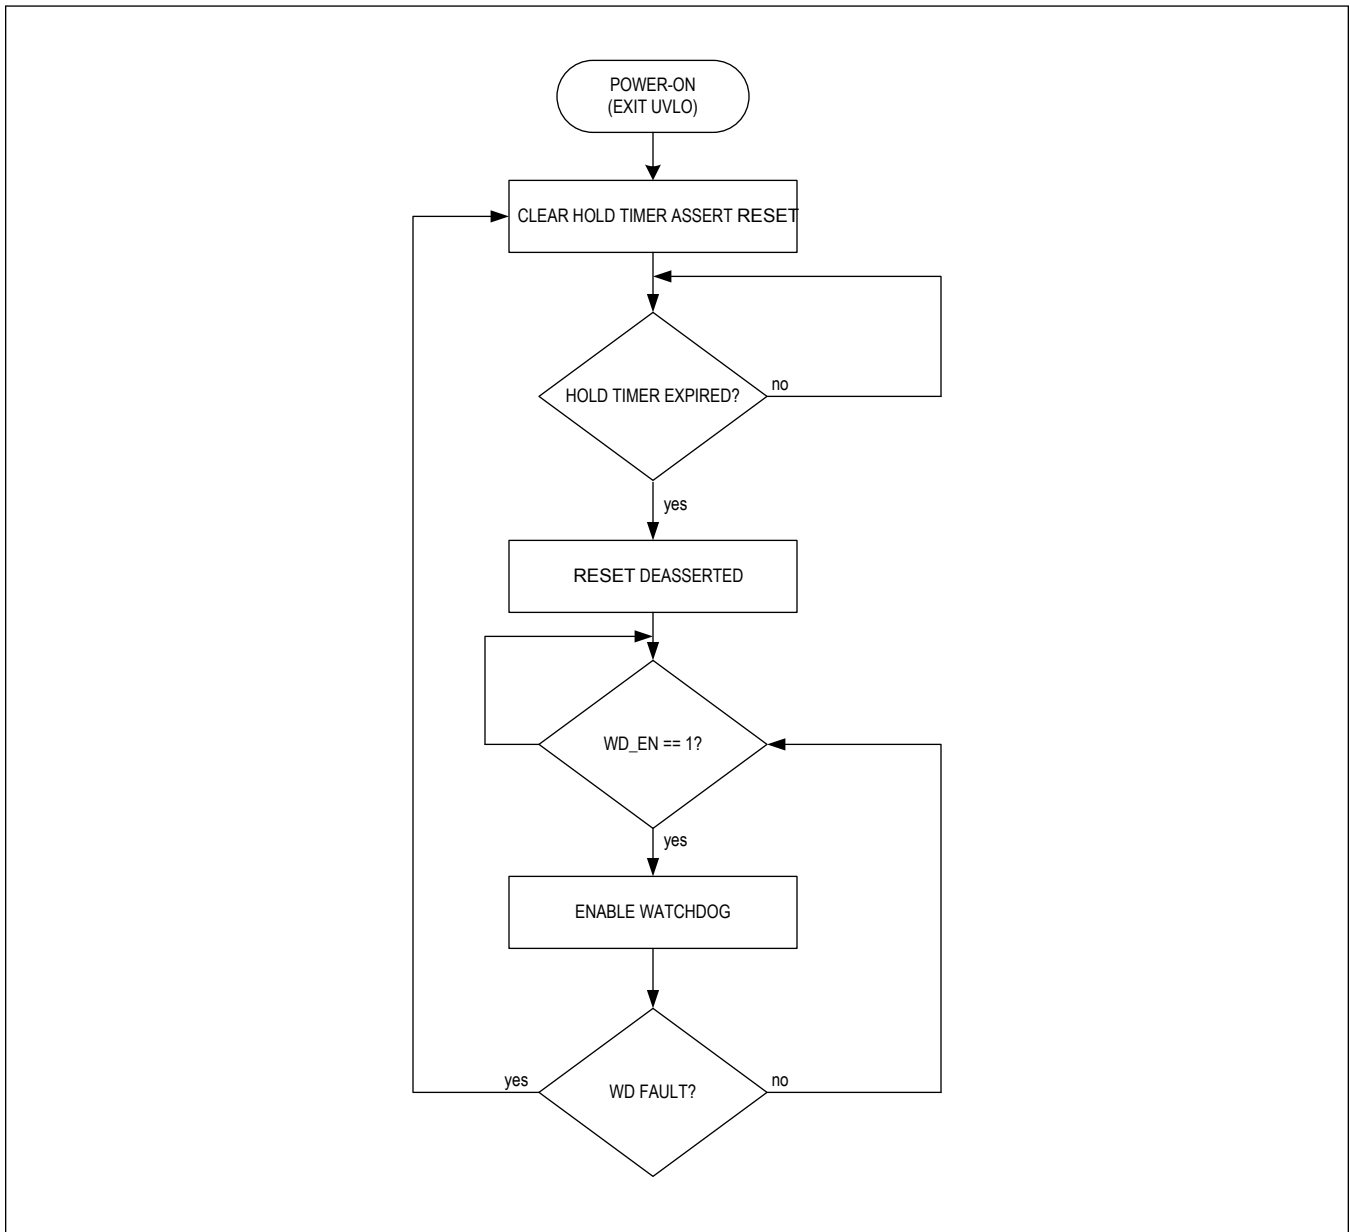 POWER-ON
(EXIT UVLO)
CLEAR HOLD TIMER ASSERT RESET
HOLD TIMER EXPIRED?
no
yes
RESET DEASSERTED
WD_EN == 1?
yes
ENABLE WATCHDOG
yes
WD FAULT?
no